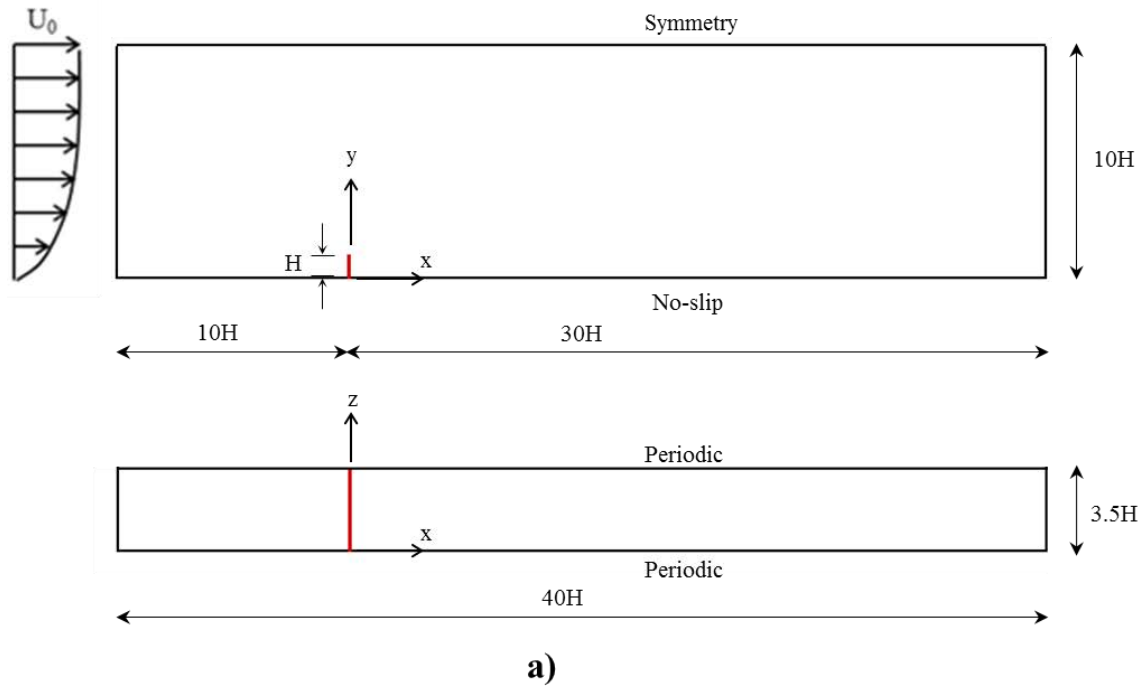 U₀
Symmetry
y
10H
H
x
No-slip
10H
30H
z
Periodic
3.5H
x
Periodic
40H
a)